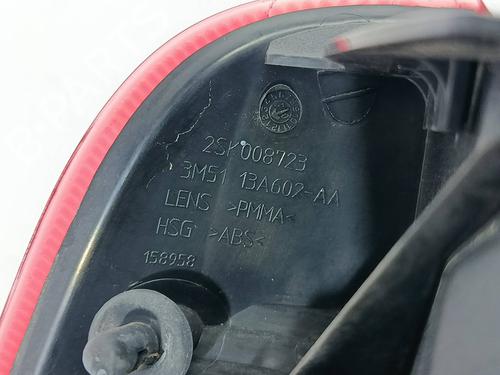 2SK008723
3M51 13A602-AA
LENS >PMMA<
HSG >ABS<
158958